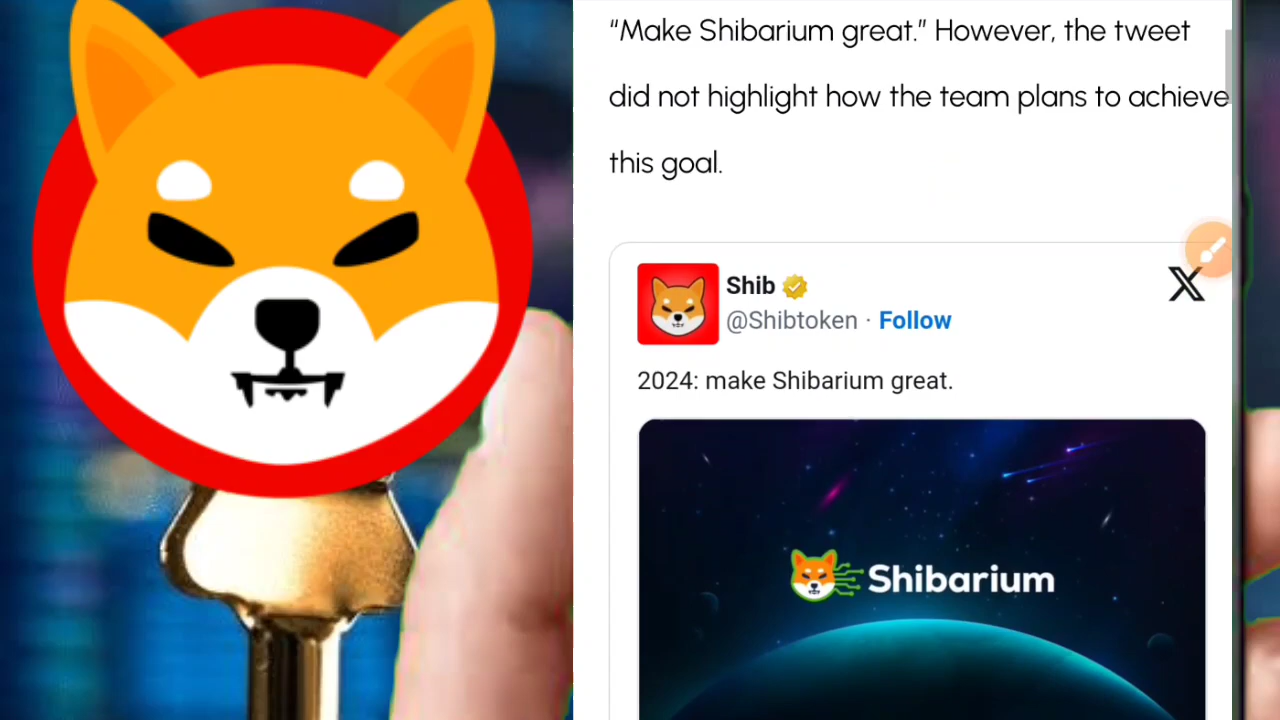 “Make Shibarium great.” However, the tweet
did not highlight how the team plans to achieve
this goal.
Shib
@Shibtoken · Follow
2024: make Shibarium great.
Shibarium